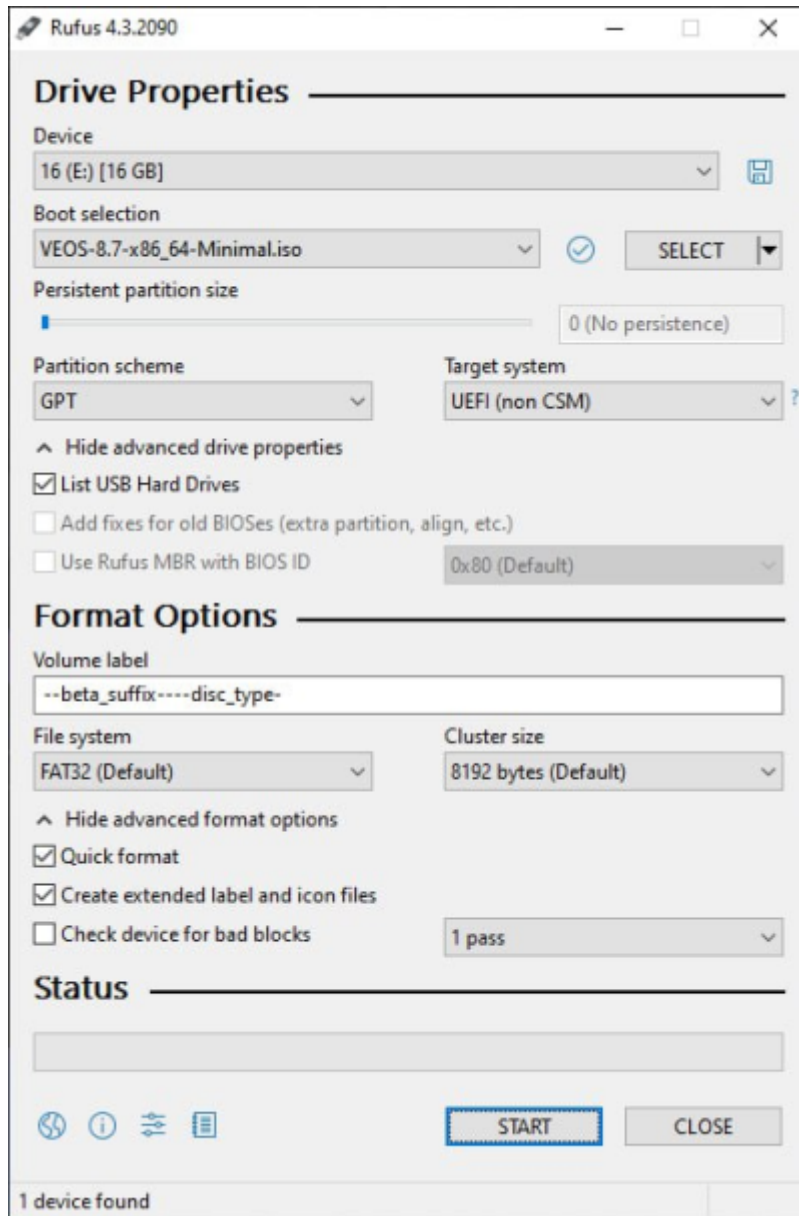 Rufus 4.3.2090
Drive Properties
Device
16 (E:) [16 GB]
Boot selection
VEOS-8.7-x86_64-Minimal.iso
SELECT
Persistent partition size
0 (No persistence)
Partition scheme
Target system
GPT
UEFI (non CSM)
?
Hide advanced drive properties
List USB Hard Drives
Add fixes for old BIOSes (extra partition, align, etc.)
Use Rufus MBR with BIOS ID
0x80 (Default)
Format Options
Volume label
--beta_suffix----disc_type-
File system
Cluster size
FAT32 (Default)
8192 bytes (Default)
Hide advanced format options
Quick format
Create extended label and icon files
Check device for bad blocks
1 pass
Status
START
CLOSE
1 device found